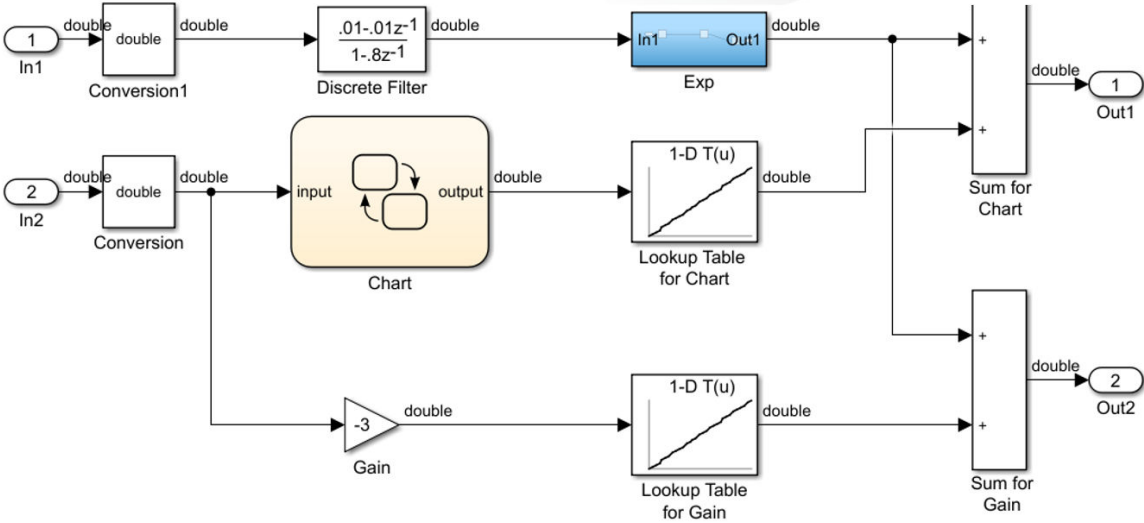 double
double
double
double
1
double
.01-.01z-1
1-.8z-1
In1
Out1
+
In1
Conversion1
Discrete Filter
Exp
double
1
Out1
1-D T(u)
+
double
double
double
double
2
double
input
output
Sum for
Chart
In2
Conversion
Lookup Table
for Chart
Chart
+
double
1-D T(u)
2
Out2
double
double
-3
+
Gain
Lookup Table
for Gain
Sum for
Gain